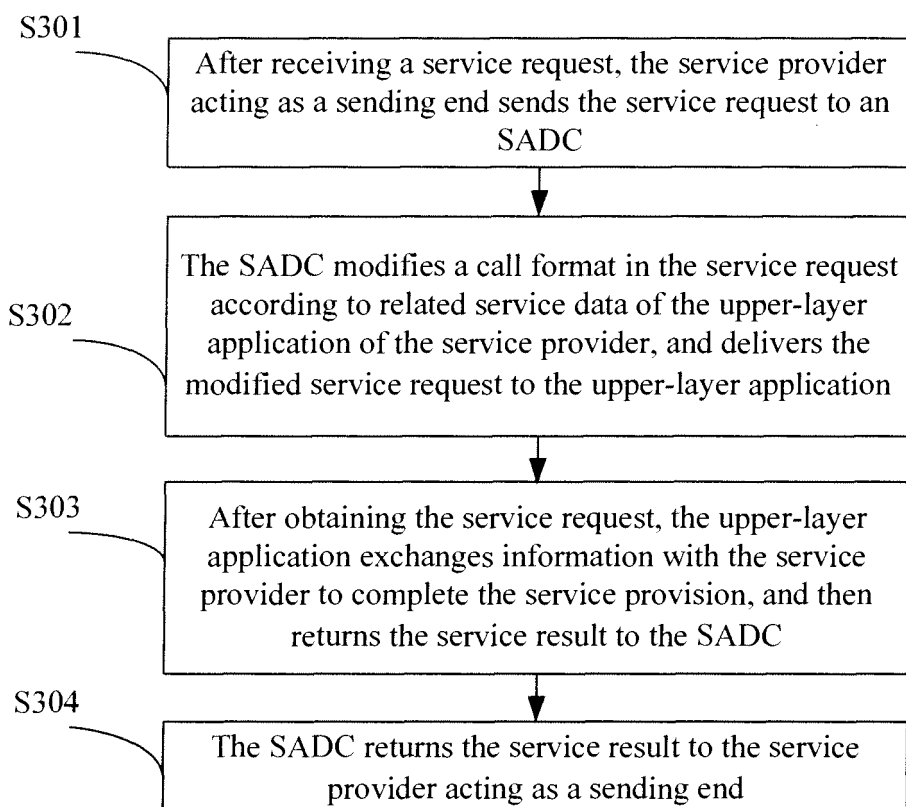 S301
After receiving a service request, the service provider
acting as a sending end sends the service request to an
SADC
S302
The SADC modifies a call format in the service request
according to related service data of the upper-layer
application of the service provider, and delivers the
modified service request to the upper-layer application
S303
After obtaining the service request, the upper-layer
application exchanges information with the service
provider to complete the service provision, and then
returns the service result to the SADC
S304
The SADC returns the service result to the service
provider acting as a sending end